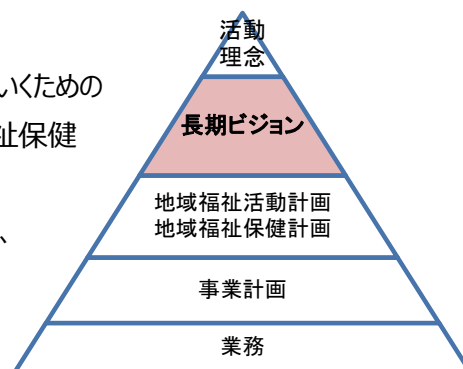 いくための
祉保健
、
活動
理念
長期ビジョン
地域福祉活動計画
地域福祉保健計画
事業計画
業務